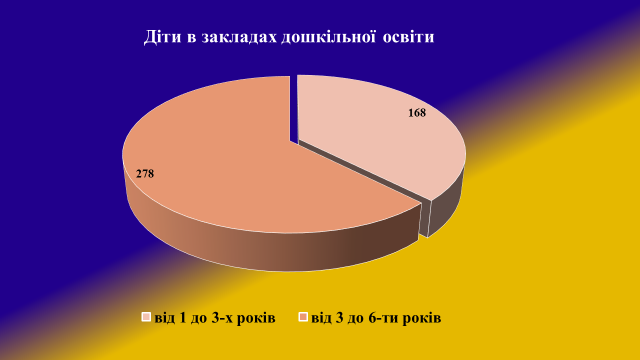 Діти в закладах дошкільної освіти
168
278
від 1 до 3-х років
від 3 до 6-ти років